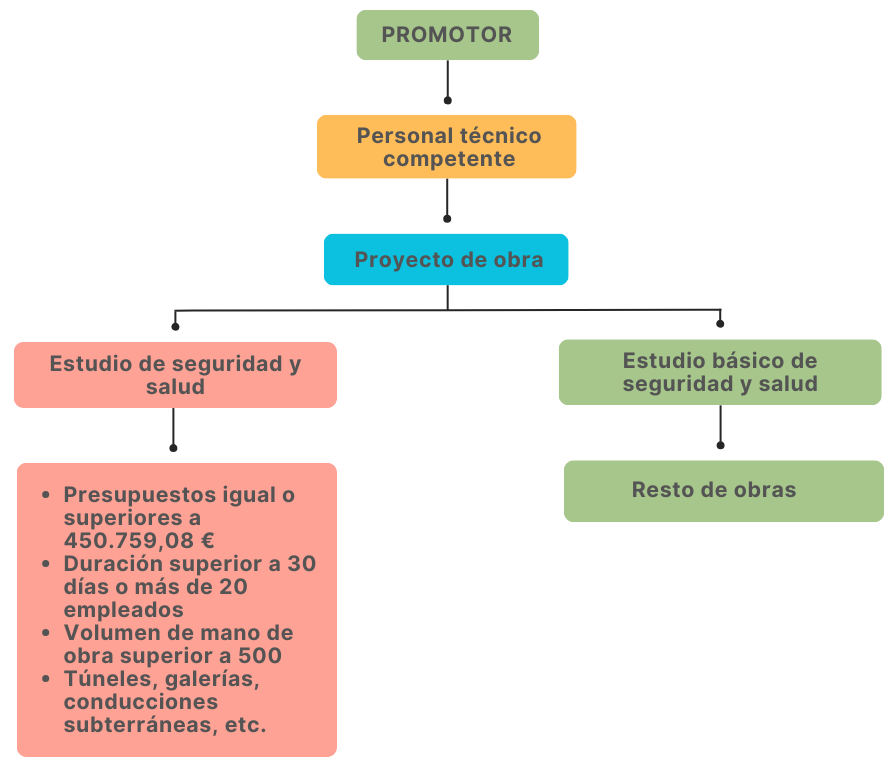 PROMOTOR
Personal técnico
competente
Proyecto de obra
Estudio de seguridad y
salud
Estudio básico de
seguridad y salud
• Presupuestos igual o
superiores a
450.759,08 €
• Duración superior a 30
días o más de 20
empleados
• Volumen de mano de
obra superior a 500
• Túneles, galerías,
conducciones
subterráneas, etc.
Resto de obras